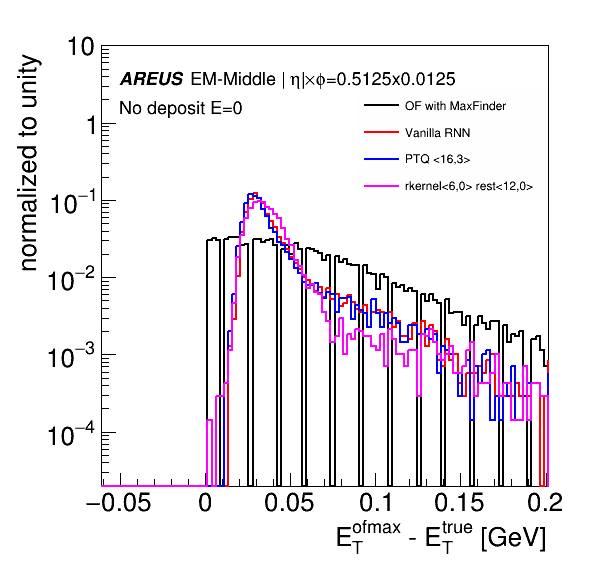 normalized to unity
10
1
10⁻¹
10⁻²
10⁻³
10⁻⁴
AREUS EM-Middle | η|×ϕ=0.5125x0.0125
No deposit E=0
OF with MaxFinder
Vanilla RNN
PTQ <16,3>
rkernel<6,0> rest<12,0>
−0.05 0 0.05 0.1 0.15 0.2
E_T^ofmax - E_T^true [GeV]